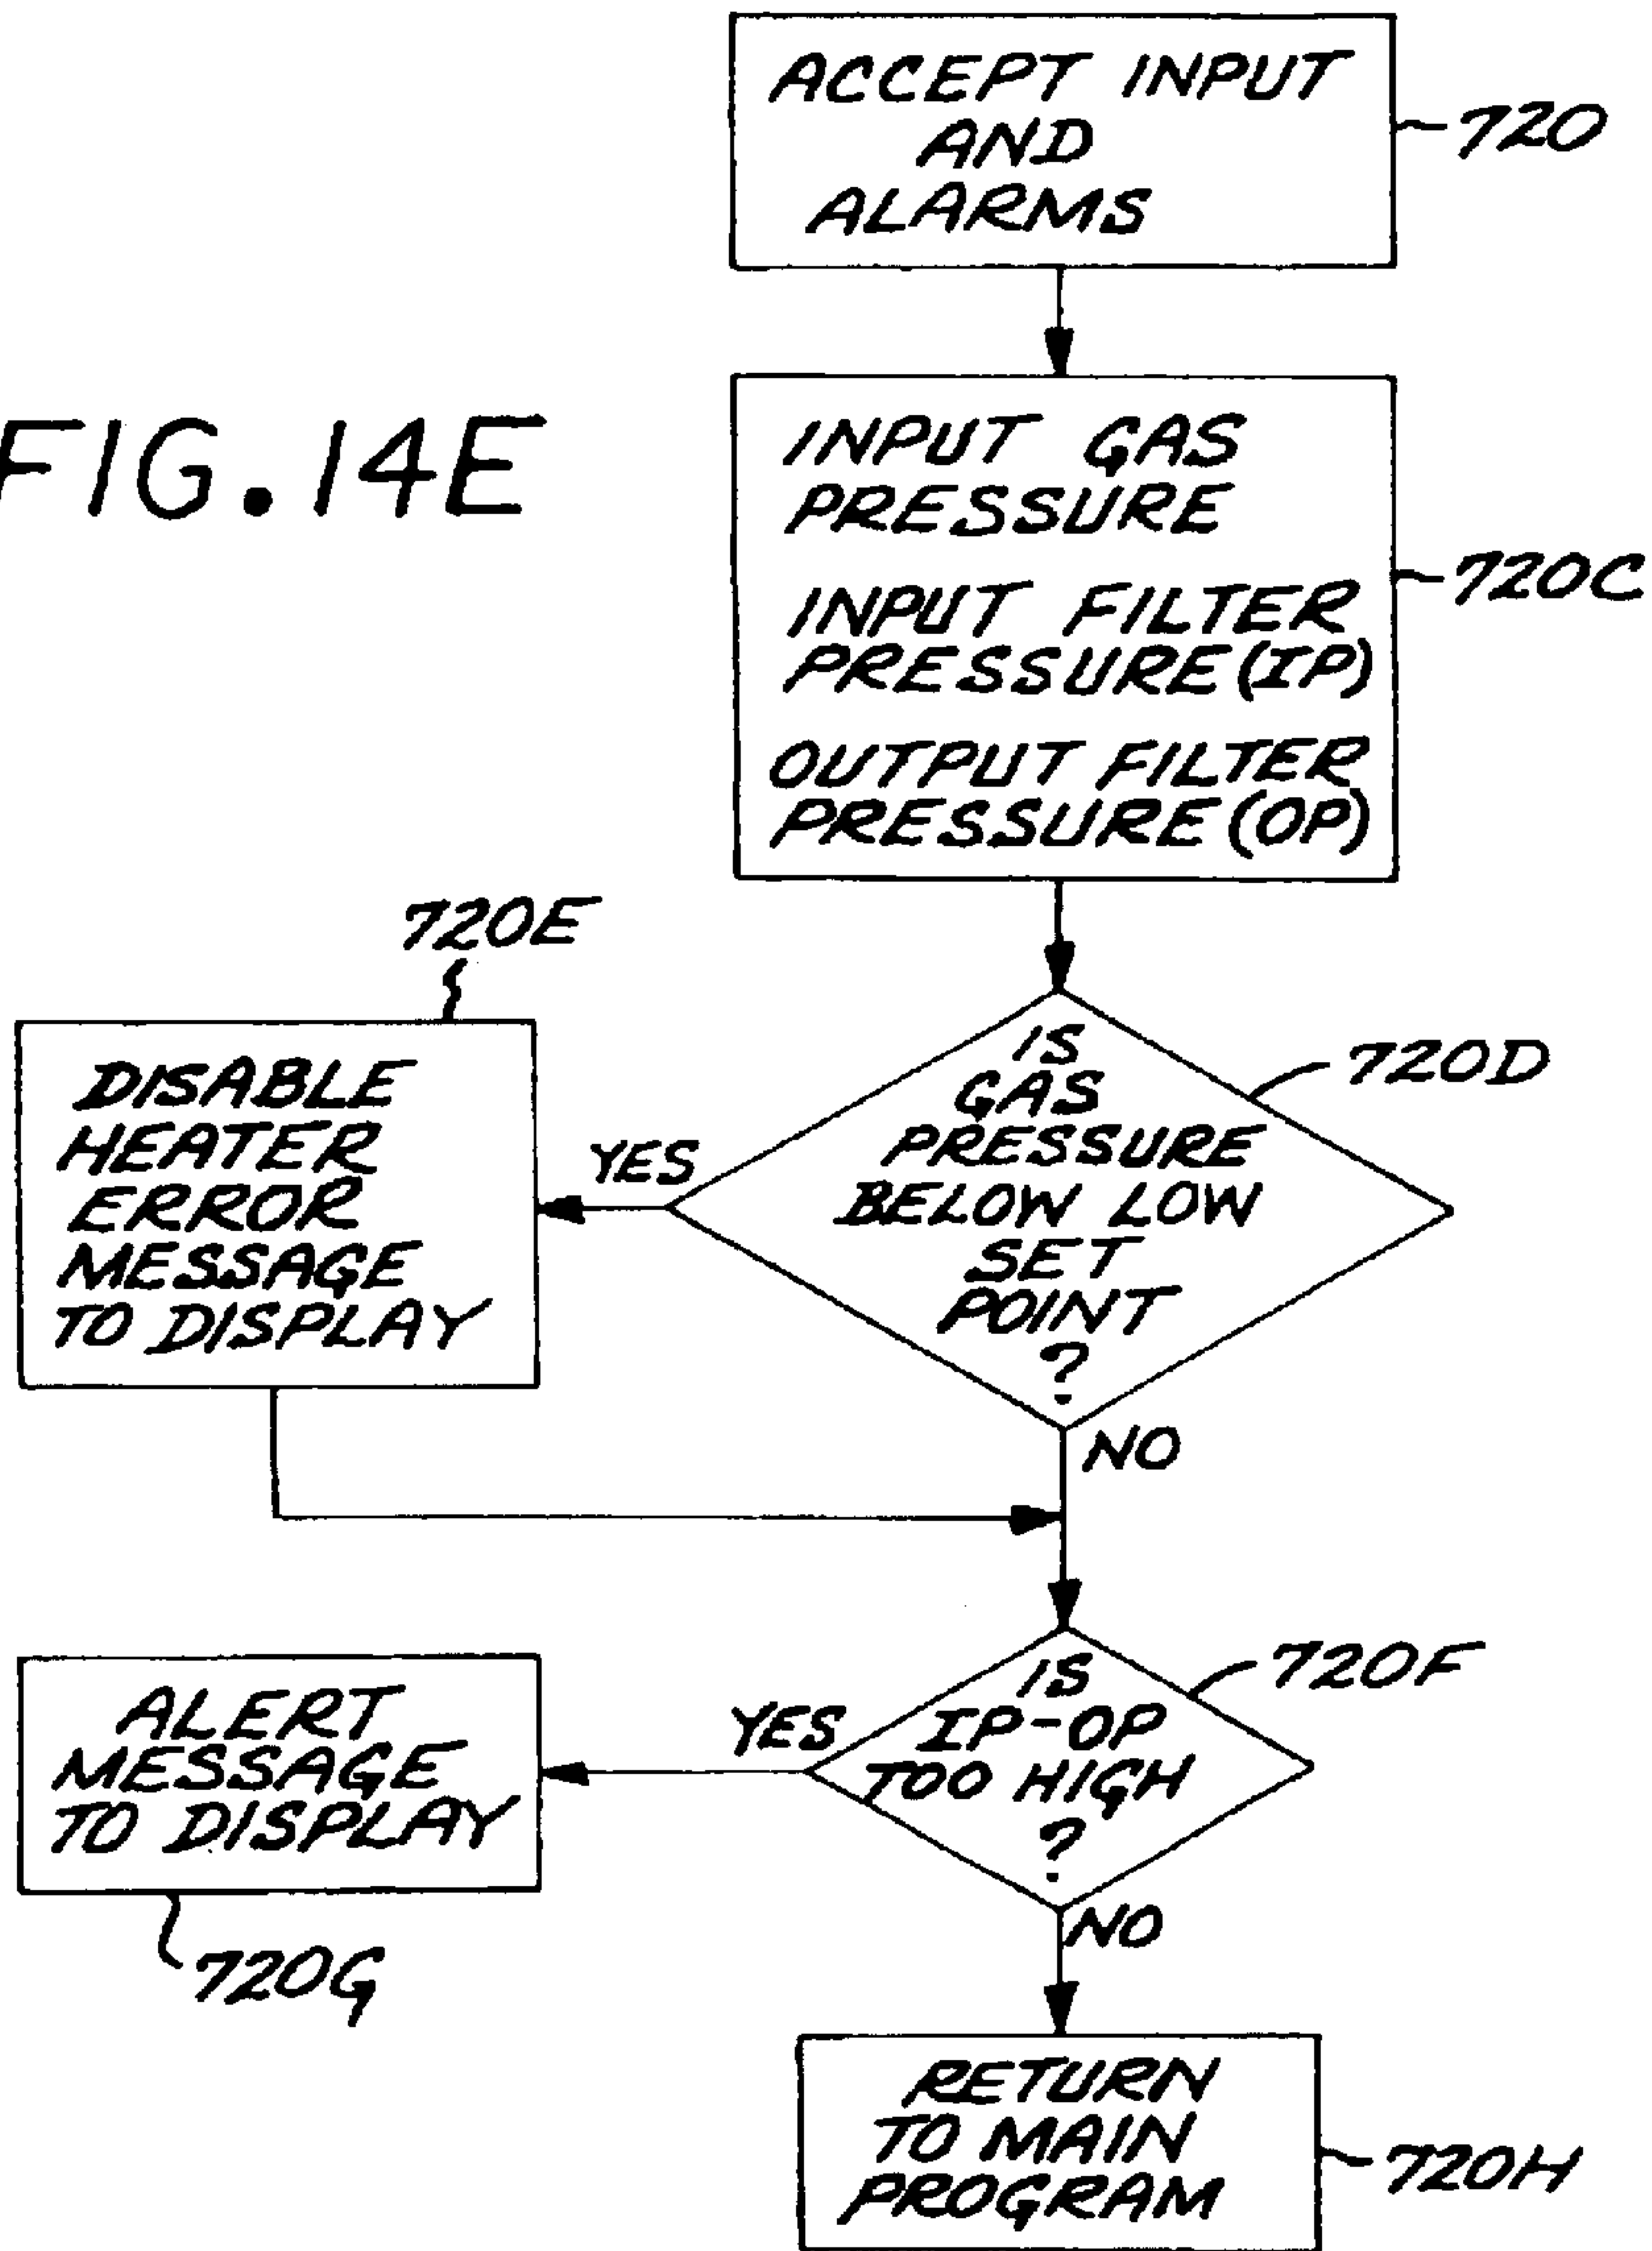 ACCEPT INPUT
AND
ALARMS
720
FIG. 14E
INPUT GAS
PRESSURE
INPUT FILTER
PRESSURE (IP)
OUTPUT FILTER
PRESSURE (OP)
720C
720E
DISABLE
HEATER
ERROR
MESSAGE
TO DISPLAY
YES
IS
GAS
PRESSURE
BELOW LOW
SET
POINT
?
720D
NO
ALERT
MESSAGE
TO DISPLAY
720G
YES
IS
IP-OP
TOO HIGH
?
720F
NO
RETURN
TO MAIN
PROGRAM
720H